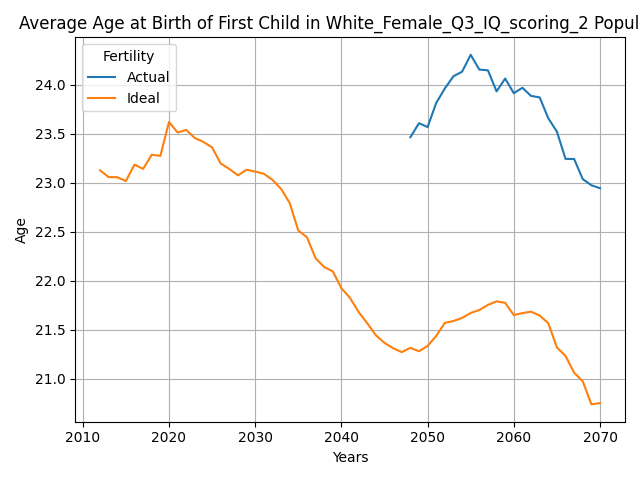 Average Age at Birth of First Child in White_Female_Q3_IQ_scoring_2 Popul
Fertility
Actual
Ideal
24.0
23.5
23.0
22.5
22.0
21.5
21.0
Age
2010 2020 2030 2040 2050 2060 2070
Years